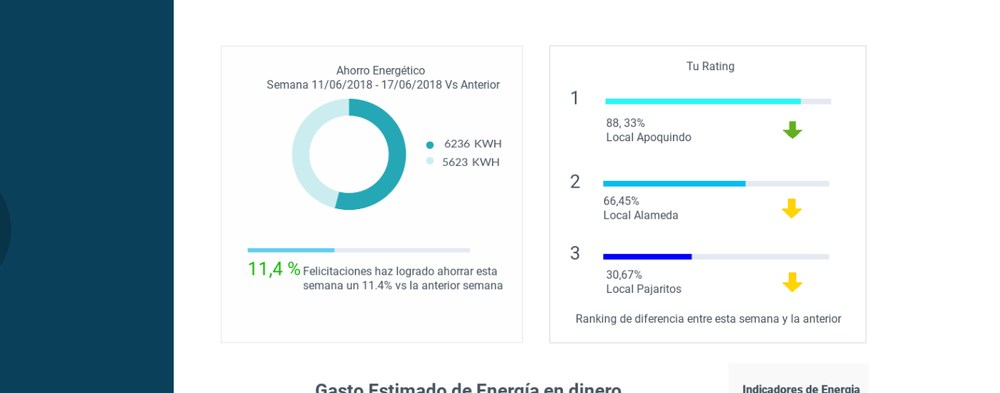 Ahorro Energético
Semana 11/06/2018 - 17/06/2018 Vs Anterior
6236 KWH
5623 KWH
11,4 %
Felicitaciones haz logrado ahorrar esta
semana un 11.4% vs la anterior semana
Tu Rating
1
88, 33%
Local Apoquindo
2
66,45%
Local Alameda
3
30,67%
Local Pajaritos
Ranking de diferencia entre esta semana y la anterior
Gasto Estimado de Energía en dinero
Indicadores de Energia